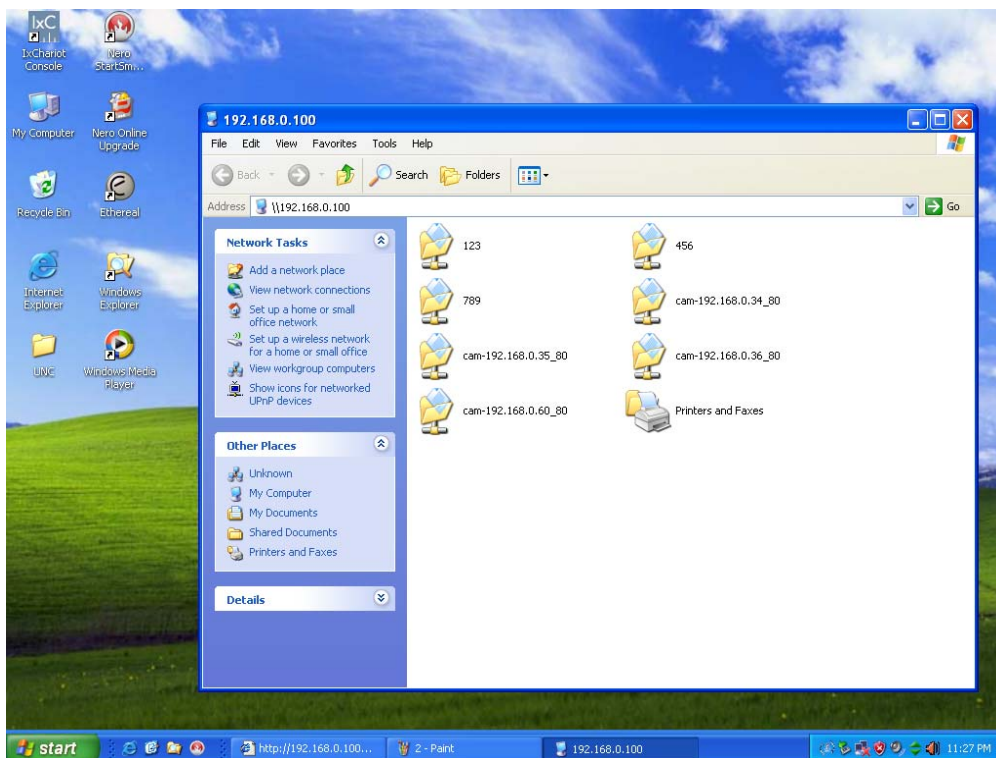 IxC
IxChariot
Console
Nero
StartSm...
My Computer
Nero Online
Upgrade
Recycle Bin
Ethereal
Internet
Explorer
Windows
Explorer
UNC
Windows Media
Player
192.168.0.100
File Edit View Favorites Tools Help
Back Search Folders
Address \\192.168.0.100 Go
Network Tasks
Add a network place
View network connections
Set up a home or small
office network
Set up a wireless network
for a home or small office
View workgroup computers
Show icons for networked
UPnP devices
Other Places
Unknown
My Computer
My Documents
Shared Documents
Printers and Faxes
Details
123
456
789
cam-192.168.0.34_80
cam-192.168.0.35_80
cam-192.168.0.36_80
cam-192.168.0.60_80
Printers and Faxes
start
http://192.168.0.100...
2 - Paint
192.168.0.100
11:27 PM